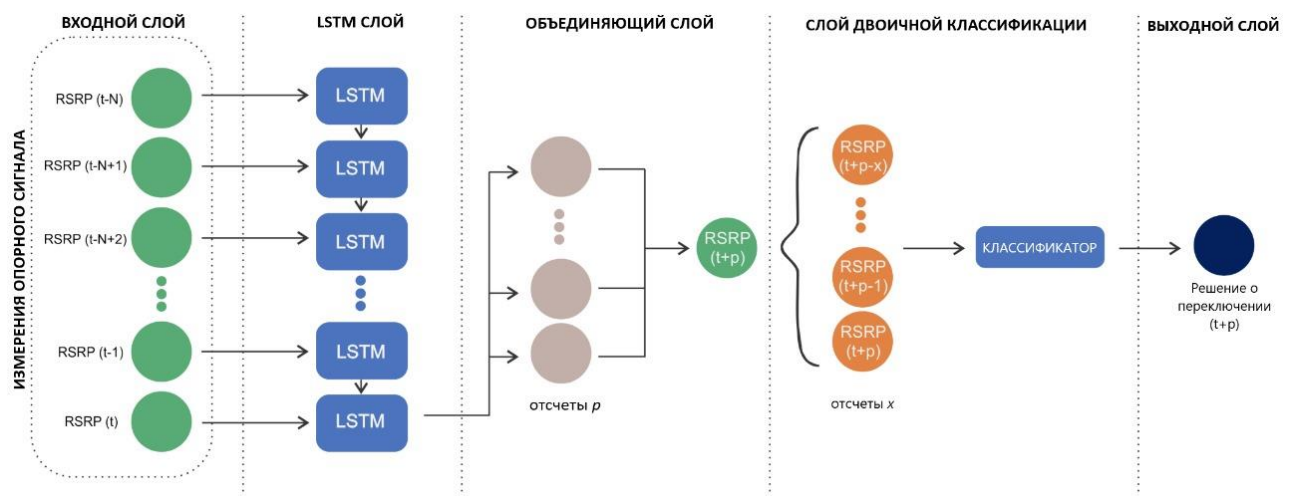 ВХОДНОЙ СЛОЙ
LSTM СЛОЙ
ОБЪЕДИНЯЮЩИЙ СЛОЙ
СЛОЙ ДВОИЧНОЙ КЛАССИФИКАЦИИ
ВЫХОДНОЙ СЛОЙ
ИЗМЕРЕНИЯ ОПОРНОГО СИГНАЛА
RSRP (t-N)
RSRP (t-N+1)
RSRP (t-N+2)
RSRP (t-1)
RSRP (t)
LSTM
LSTM
LSTM
LSTM
LSTM
отсчеты p
RSRP
(t+p)
RSRP
(t+p-x)
RSRP
(t+p-1)
RSRP
(t+p)
отсчеты x
КЛАССИФИКАТОР
Решение о
переключении
(t+p)